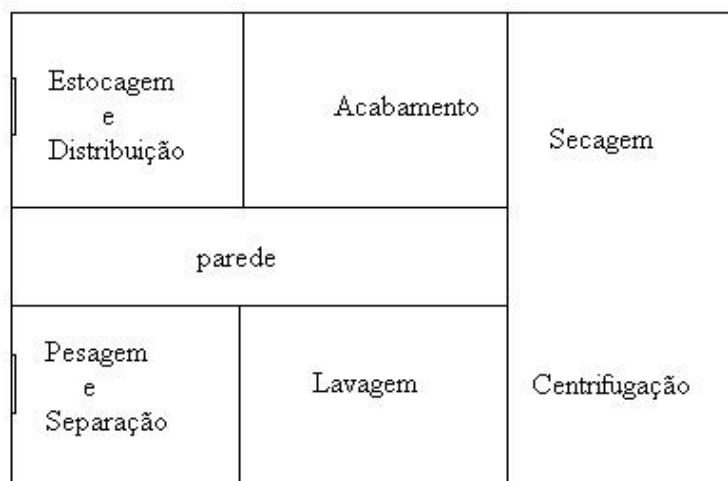 Estocagem
e
Distribuição
Acabamento
Secagem
parede
Pesagem
e
Separação
Lavagem
Centrifugação